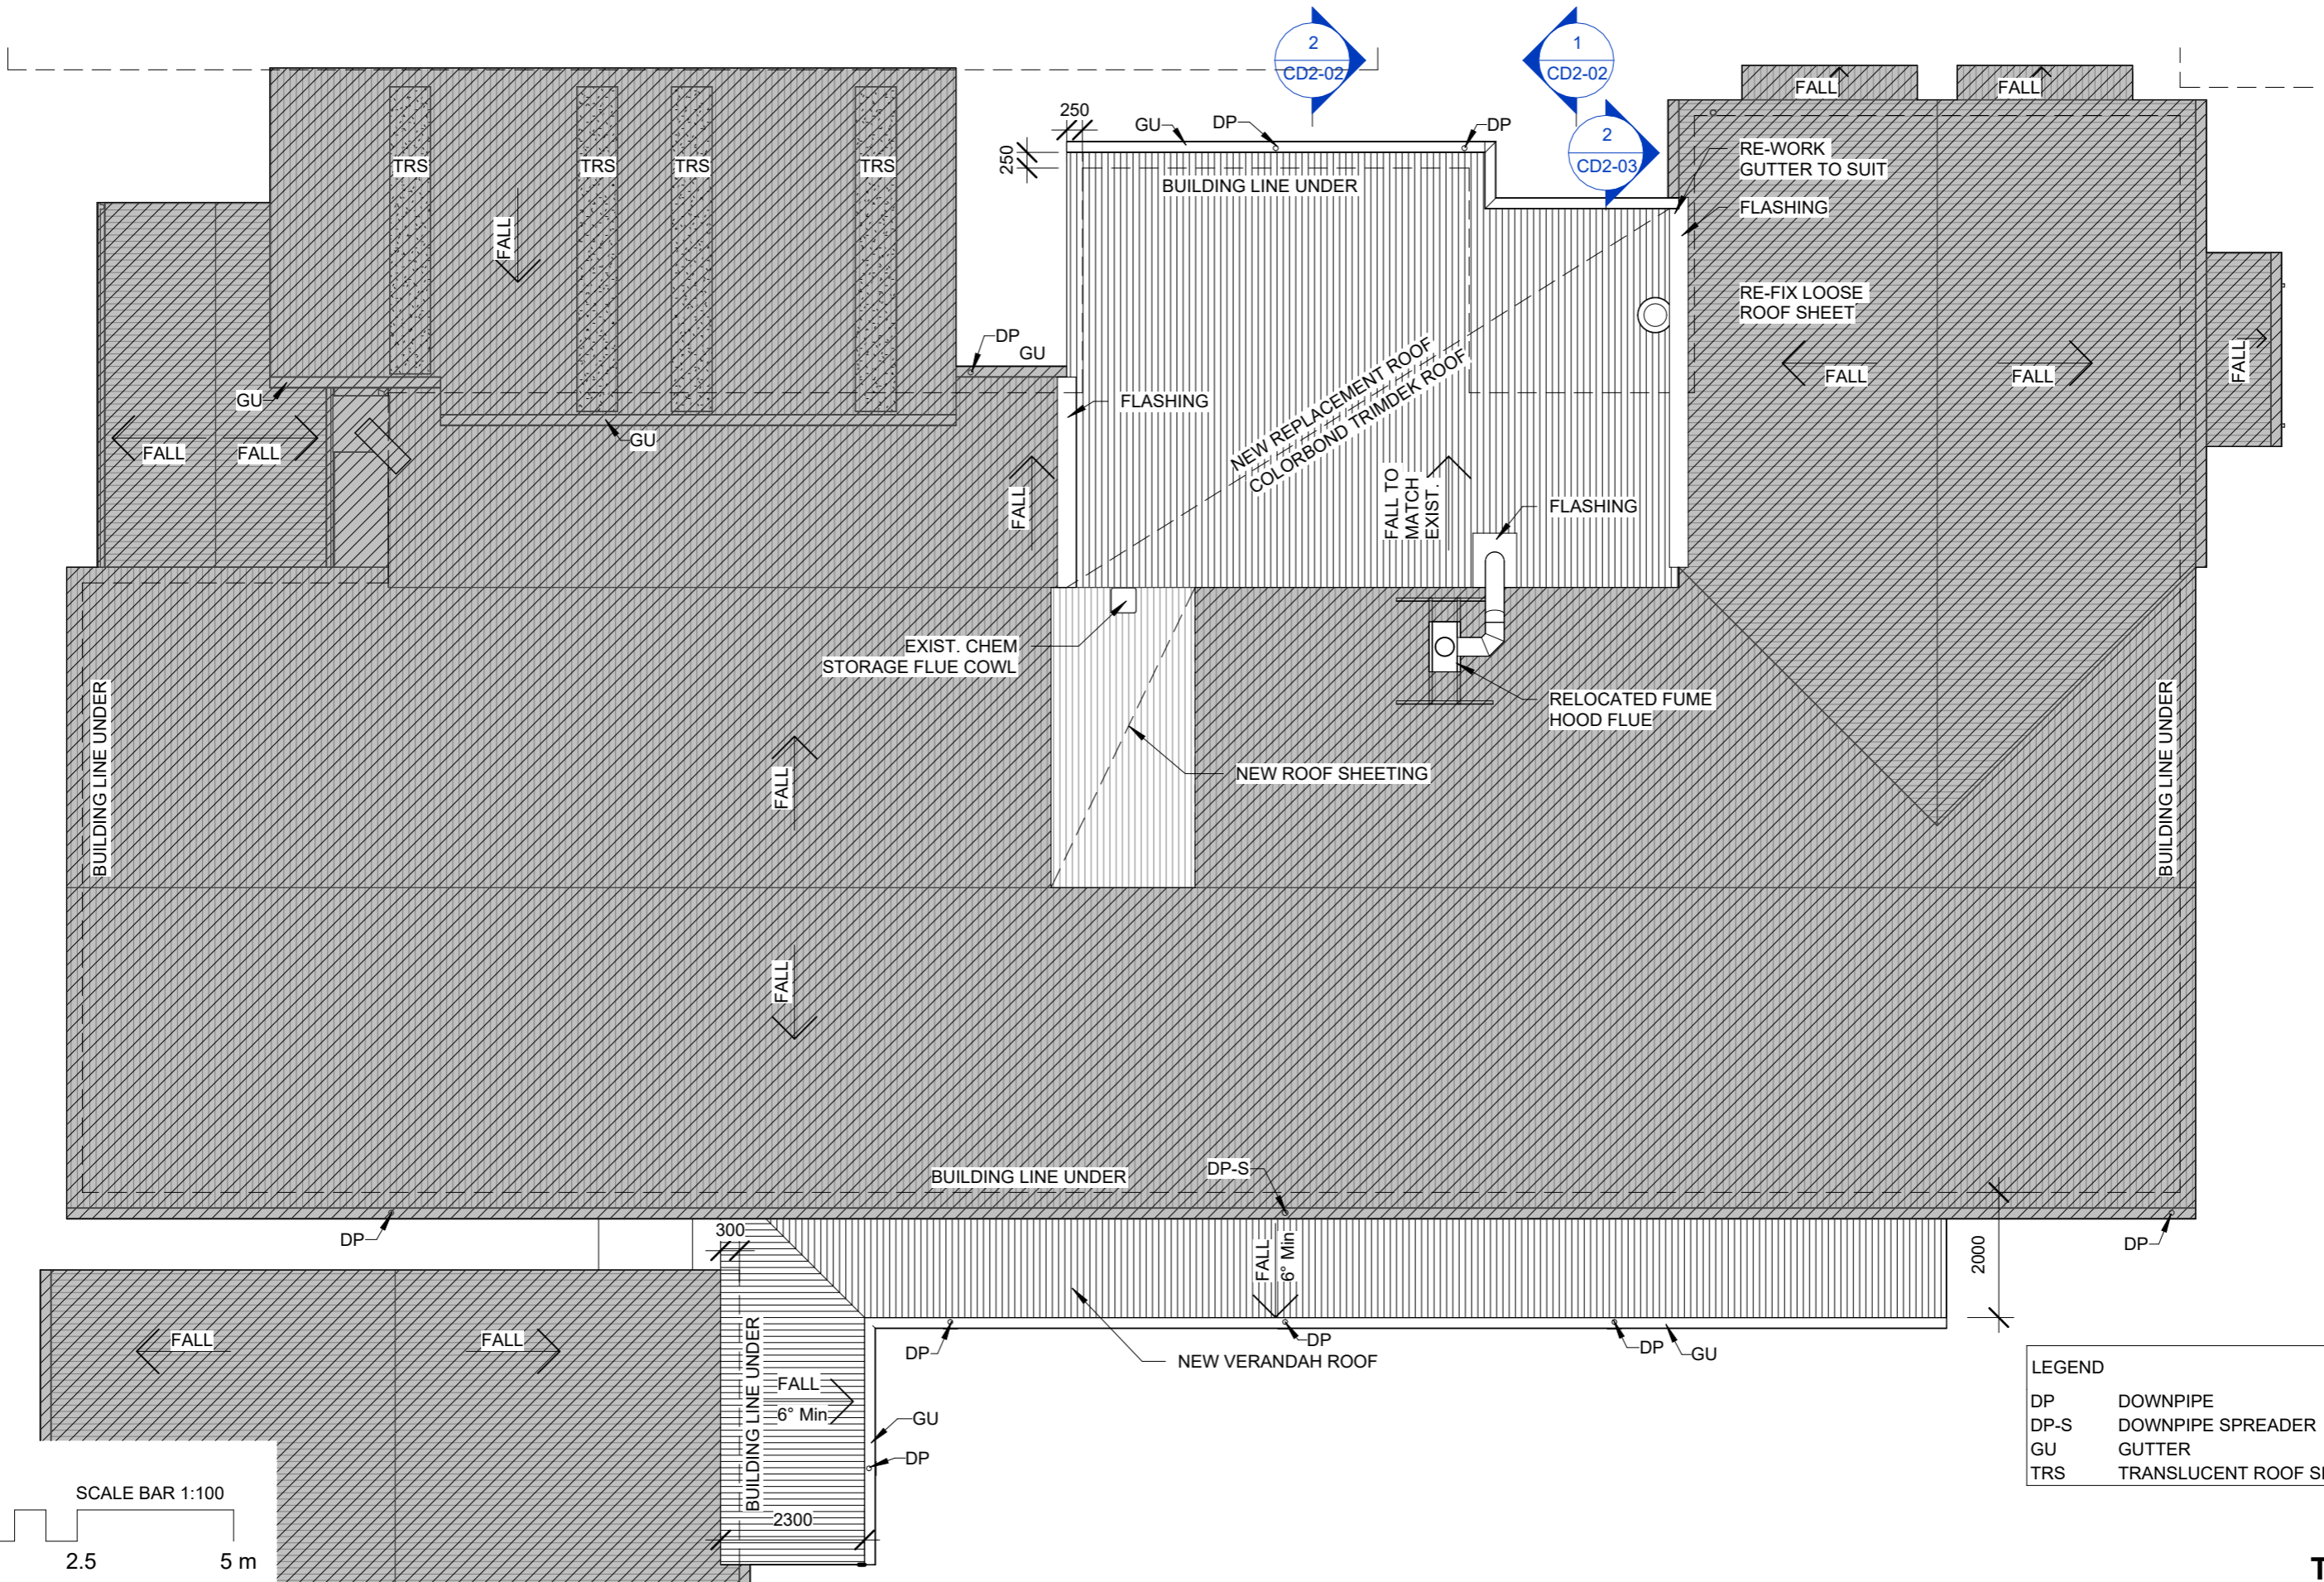 2
CD2-02
1
CD2-02
2
CD2-03
FALL
FALL
250
GU
DP
DP
250
BUILDING LINE UNDER
RE-WORK
GUTTER TO SUIT
FLASHING
TRS
TRS
TRS
TRS
FALL
RE-FIX LOOSE
ROOF SHEET
FALL
FALL
FALL
DP
GU
FLASHING
NEW REPLACEMENT ROOF
COLORBOND TRIMDEK ROOF
GU
GU
FALL
FALL
FALL
FALL TO
MATCH
EXIST.
FLASHING
EXIST. CHEM
STORAGE FLUE COWL
RELOCATED FUME
HOOD FLUE
NEW ROOF SHEETING
BUILDING LINE UNDER
FALL
BUILDING LINE UNDER
FALL
BUILDING LINE UNDER
DP-S
DP
300
FALL
6° Min
2000
DP
FALL
FALL
DP
DP
DP
GU
NEW VERANDAH ROOF
BUILDING LINE UNDER
FALL
6° Min
GU
DP
2300
SCALE BAR 1:100
2.5
5 m
LEGEND
DP DOWNPIPE
DP-S DOWNPIPE SPREADER
GU GUTTER
TRS TRANSLUCENT ROOF
T